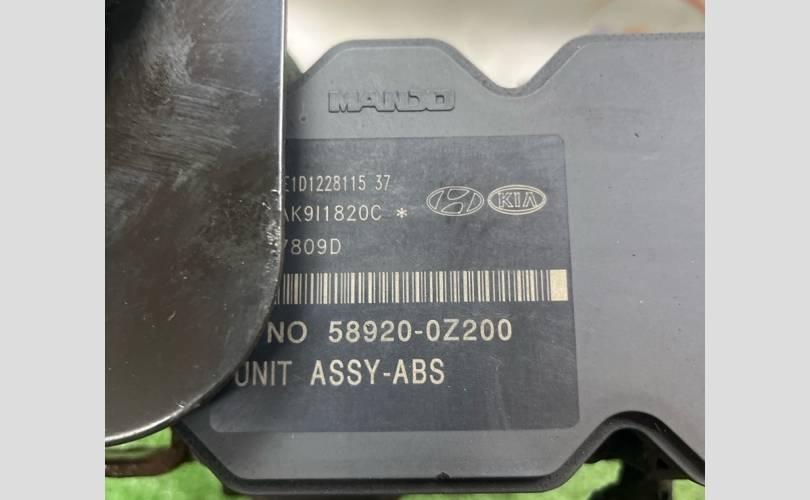 MANDO
E1D1228115 37
AK9I1820C *
KIA
7809D
NO 58920-0Z200
UNIT ASSY-ABS